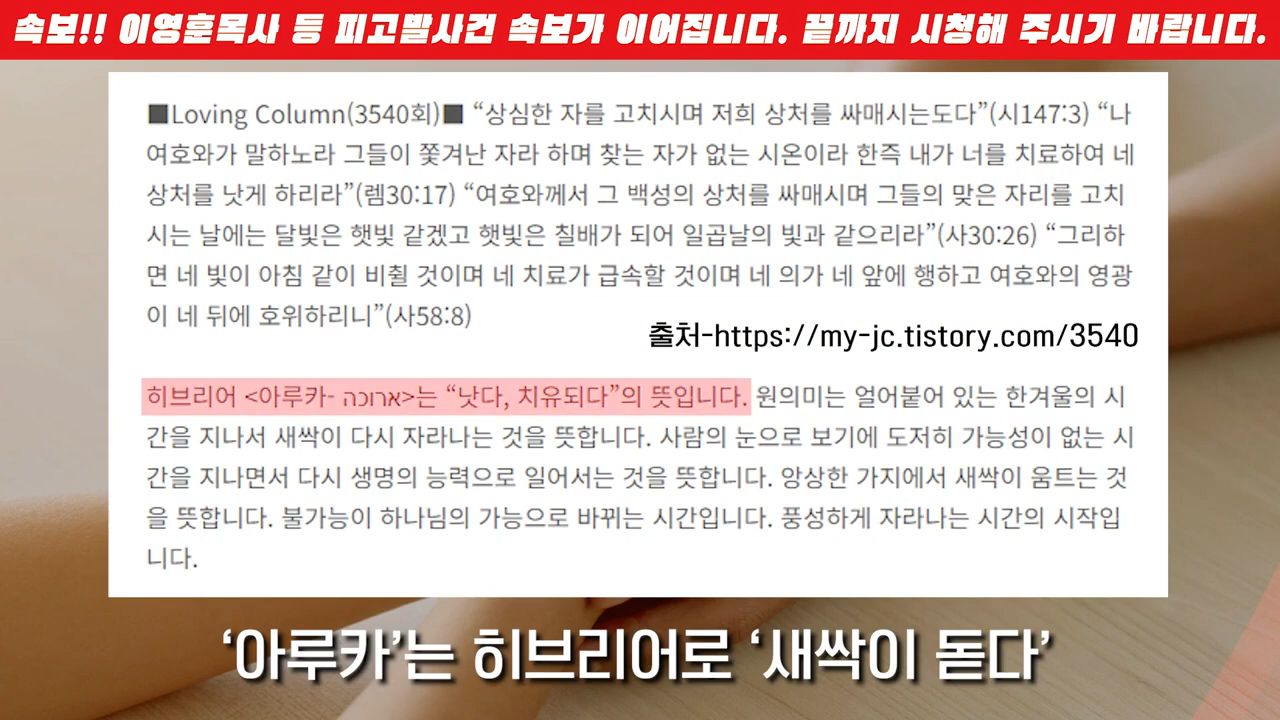 속보!! 이영훈목사 등 피고발사건 속보가 이어집니다. 끝까지 시청해 주시기 바랍니다.
■Loving Column(3540회)■ “상심한 자를 고치시며 저희 상처를 싸매시는도다”(시147:3) “나
여호와가 말하노라 그들이 쫓겨난 자라 하며 찾는 자가 없는 시온이라 한즉 내가 너를 치료하여 네
상처를 낫게 하리라”(렘30:17) “여호와께서 그 백성의 상처를 싸매시며 그들의 맞은 자리를 고치
시는 날에는 달빛은 햇빛 같겠고 햇빛은 칠배가 되어 일곱날의 빛과 같으리라”(사30:26) “그리하
면 네 빛이 아침 같이 비췰 것이며 네 치료가 급속할 것이며 네 의가 네 앞에 행하고 여호와의 영광
이 네 뒤에 호위하리니”(사58:8)
출처-https://my-jc.tistory.com/3540
히브리어 <아루카- ארוכה>는 “낫다, 치유되다”의 뜻입니다. 원의미는 얼어붙어 있는 한겨울의 시
간을 지나서 새싹이 다시 자라나는 것을 뜻합니다. 사람의 눈으로 보기에 도저히 가능성이 없는 시
간을 지나면서 다시 생명의 능력으로 일어서는 것을 뜻합니다. 앙상한 가지에서 새싹이 움트는 것
을 뜻합니다. 불가능이 하나님의 가능으로 바뀌는 시간입니다. 풍성하게 자라나는 시간의 시작입
니다.
‘아루카’는 히브리어로 ‘새싹이 돋다’